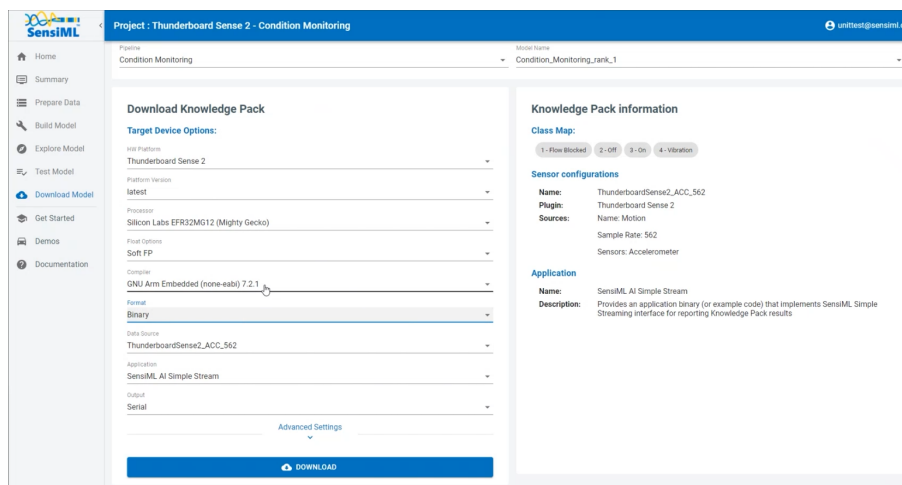 SensiML
Project : Thunderboard Sense 2 - Condition Monitoring
unittest@sensiml.
Home
Summary
Prepare Data
Build Model
Explore Model
Test Model
Download Model
Get Started
Demos
Documentation
Pipeline
Condition Monitoring
Model Name
Condition_Monitoring_rank_1
Download Knowledge Pack
Target Device Options:
HW Platform
Thunderboard Sense 2
Platform Version
latest
Processor
Silicon Labs EFR32MG12 (Mighty Gecko)
Float Options
Soft FP
Compiler
GNU Arm Embedded (none-eabi) 7.2.1
Format
Binary
Data Source
ThunderboardSense2_ACC_562
Application
SensiML AI Simple Stream
Output
Serial
Advanced Settings
DOWNLOAD
Knowledge Pack information
Class Map:
1 - Flow Blocked 2 - Off 3 - On 4 - Vibration
Sensor configurations
Name: ThunderboardSense2_ACC_562
Plugin: Thunderboard Sense 2
Sources: Name: Motion
Sample Rate: 562
Sensors: Accelerometer
Application
Name: SensiML AI Simple Stream
Description: Provides an application binary (or example code) that implements SensiML Simple
Streaming interface for reporting Knowledge Pack results